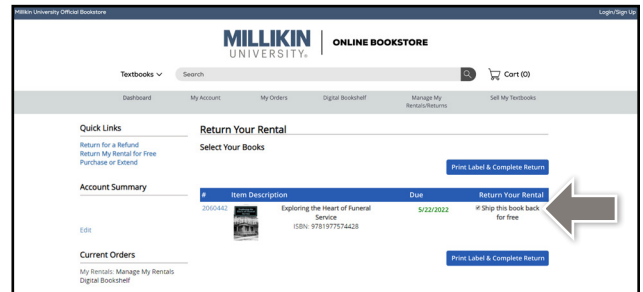 Millikin University Official Bookstore
Login/Sign Up
MILLIKIN
UNIVERSITY®
ONLINE BOOKSTORE
Textbooks
Search
Cart (0)
Dashboard
My Account
My Orders
Digital Bookshelf
Manage My
Rentals/Returns
Sell My Textbooks
Quick Links
Return for a Refund
Return My Rental for Free
Purchase or Extend
Account Summary
Edit
Current Orders
My Rentals: Manage My Rentals
Digital Bookshelf
Return Your Rental
Select Your Books
Print Label & Complete Return
# Item Description Due Return Your Rental
2060442 Exploring the Heart of Funeral 5/22/2022 Ship this book back
Service for free
ISBN: 9781977574428
Print Label & Complete Return